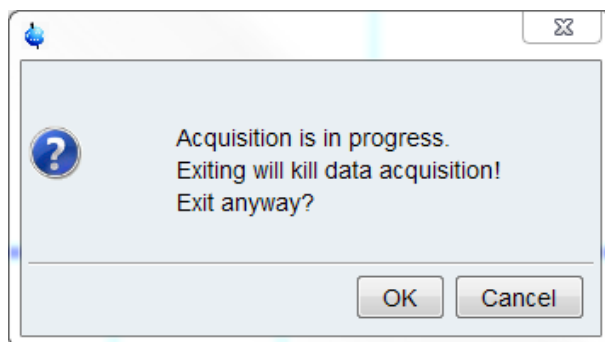 Acquisition is in progress.
Exiting will kill data acquisition!
Exit anyway?
OK
Cancel